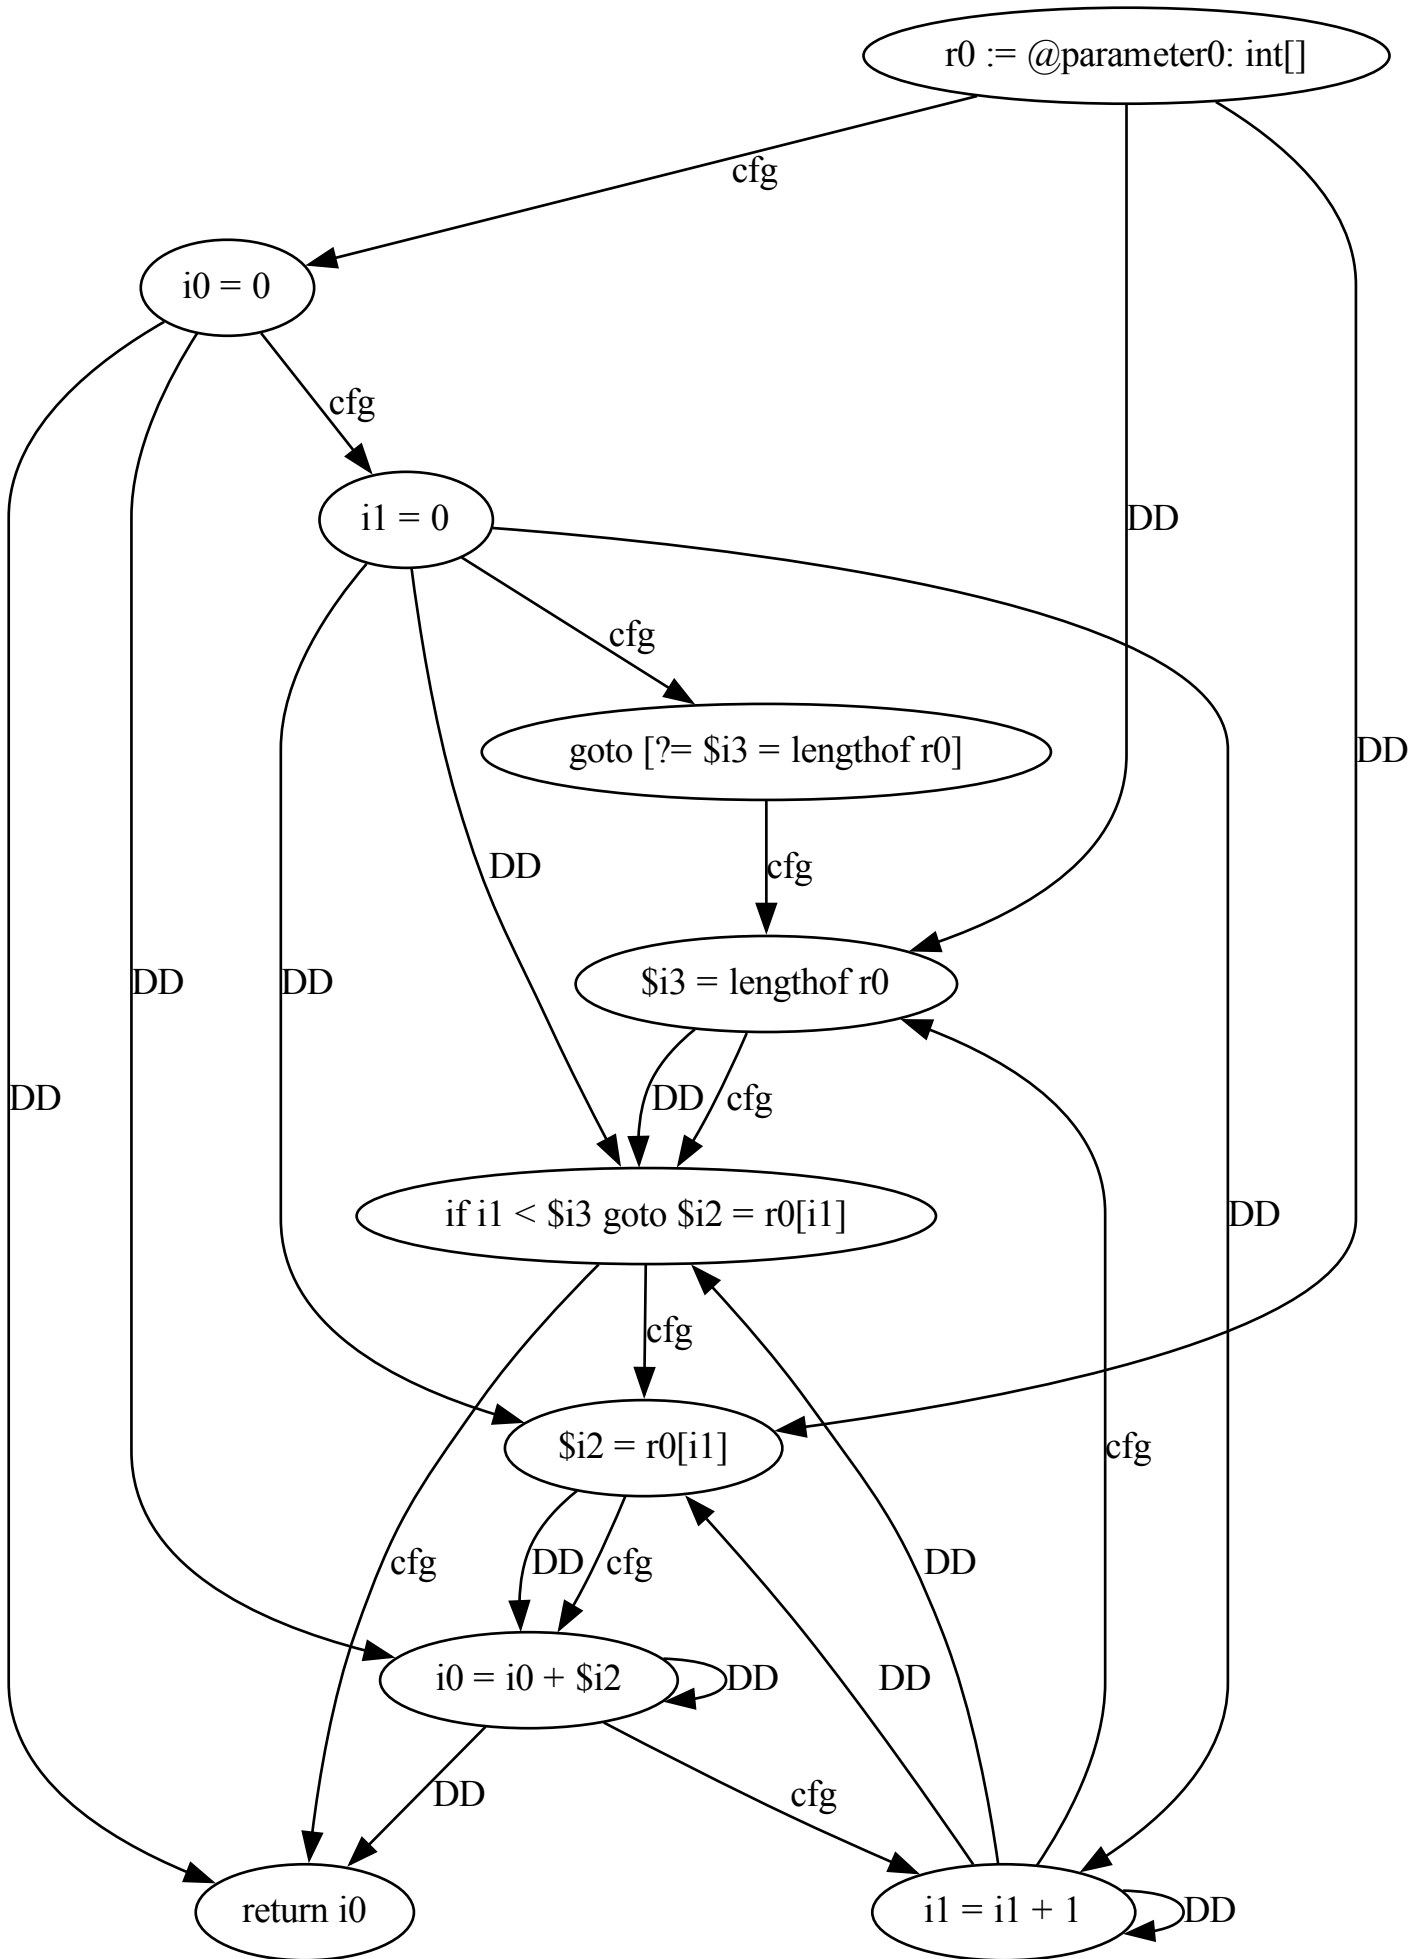 r0 := @parameter0: int[]
cfg
i0 = 0
cfg
i1 = 0
DD
cfg
goto [?= $i3 = lengthof r0]
DD
DD
cfg
DD
DD
$i3 = lengthof r0
DD
DD
cfg
if i1 < $i3 goto $i2 = r0[i1]
DD
cfg
$i2 = r0[i1]
cfg
cfg
DD
cfg
DD
i0 = i0 + $i2
DD
DD
DD
cfg
return i0
i1 = i1 + 1
DD